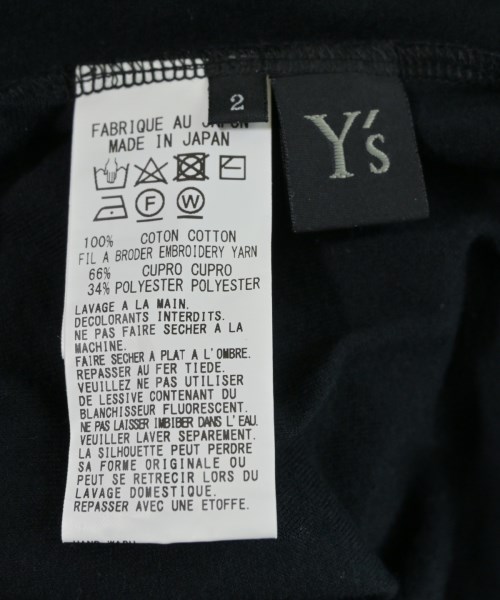 2
Y's
FABRIQUE AU JAPON
MADE IN JAPAN
F
W
100% COTON COTTON
FIL A BRODER EMBROIDERY YARN
66% CUPRO CUPRO
34% POLYESTER POLYESTER
LAVAGE A LA MAIN.
DECOLORANTS INTERDITS.
NE PAS FAIRE SECHER A LA
MACHINE.
FAIRE SECHER A PLAT A L'OMBRE.
REPASSER AU FER TIEDE.
VEUILLEZ NE PAS UTILISER
DE LESSIVE CONTENANT DU
BLANCHISSEUR FLUORESCENT.
NE PAS LAISSER IMBIBER DANS L'EAU.
VEUILLER LAVER SEPAREMENT.
LA SILHOUETTE PEUT PERDRE
SA FORME ORIGINALE OU
PEUT SE RETRECIR LORS DU
LAVAGE DOMESTIQUE.
REPASSER AVEC UNE ETOFFE.